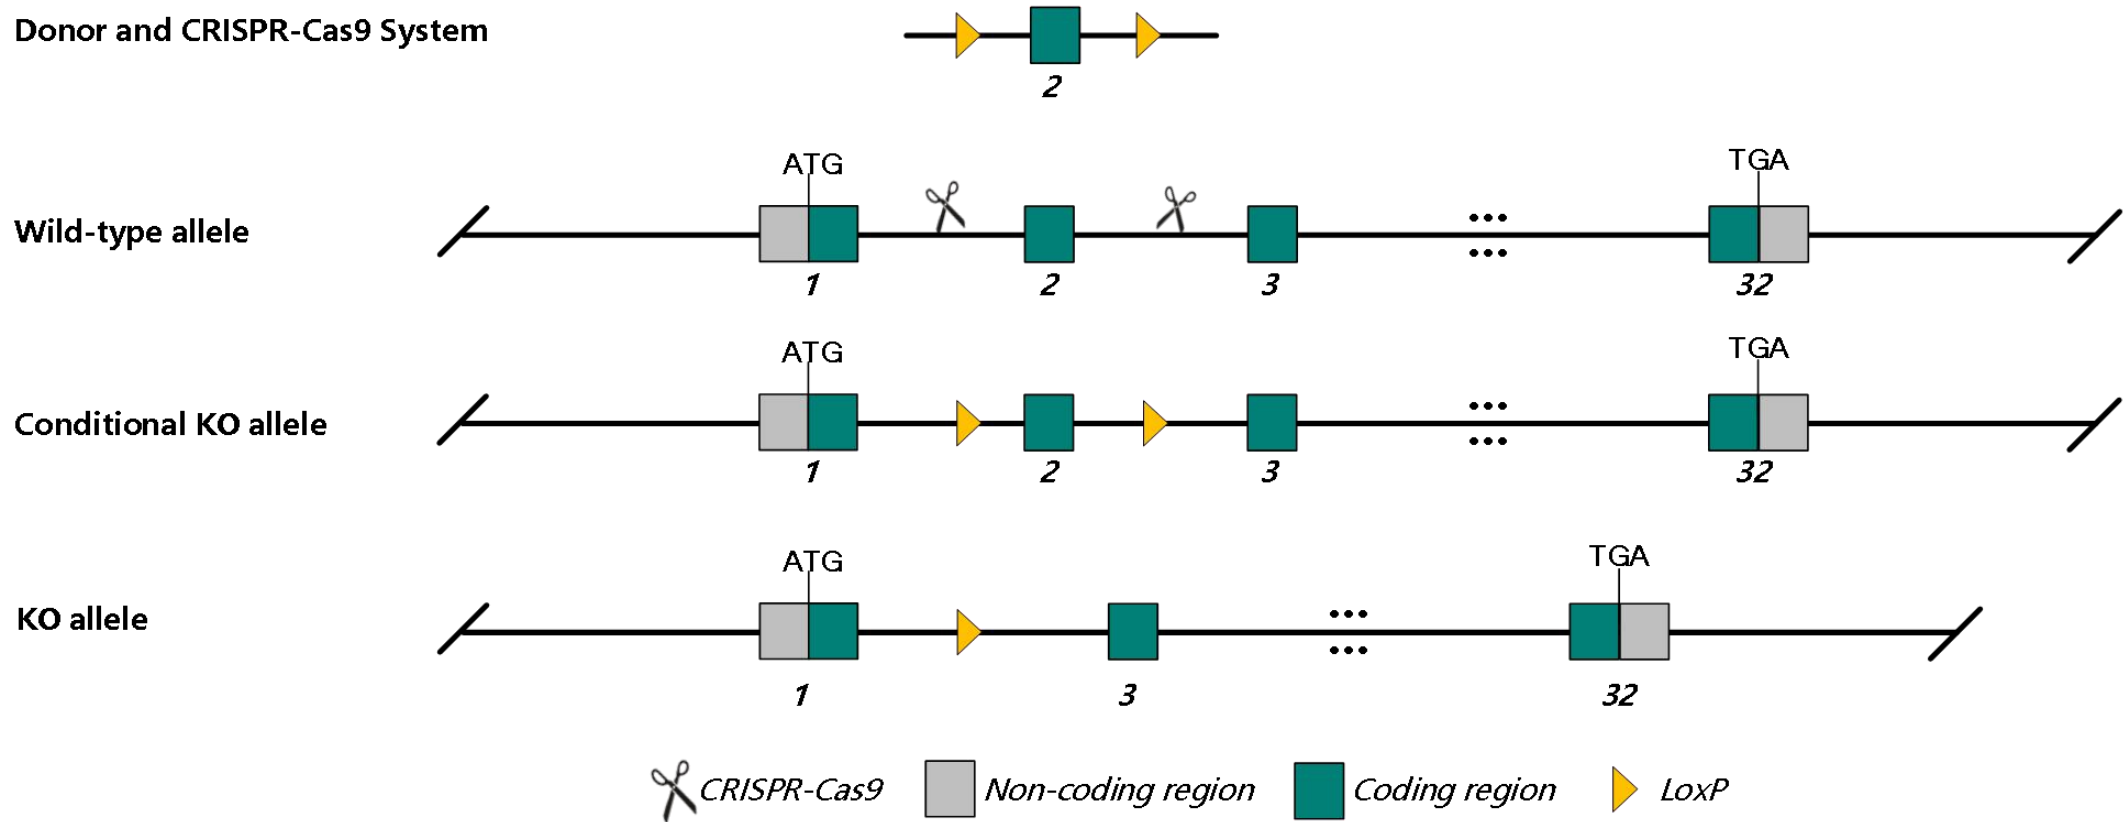 Donor and CRISPR-Cas9 System
2
ATG TGA
Wild-type allele
1 2 3 32
ATG TGA
Conditional KO allele
1 2 3 32
ATG TGA
KO allele
1 3 32
CRISPR-Cas9 Non-coding region Coding region LoxP